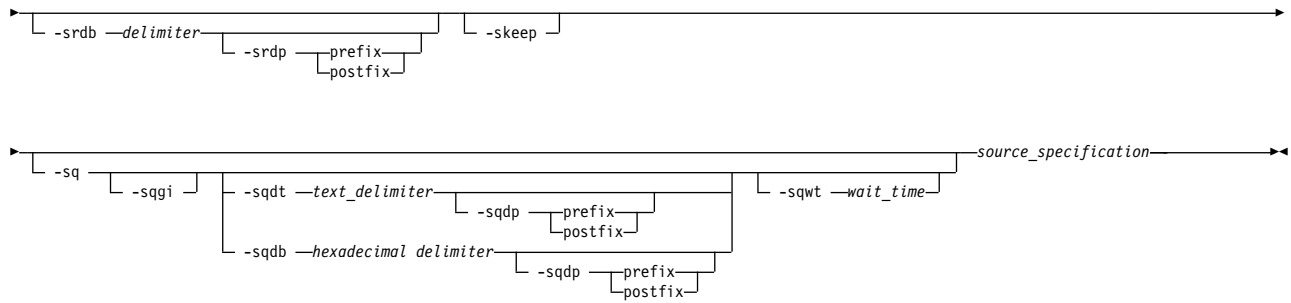 -srdb delimiter -skeep
-srdp prefix
postfix
source_specification
-sq
-sqgi -sqdt text_delimiter -sqwt wait_time
-sqdp prefix
postfix
-sqdb hexadecimal delimiter
-sqdp prefix
postfix